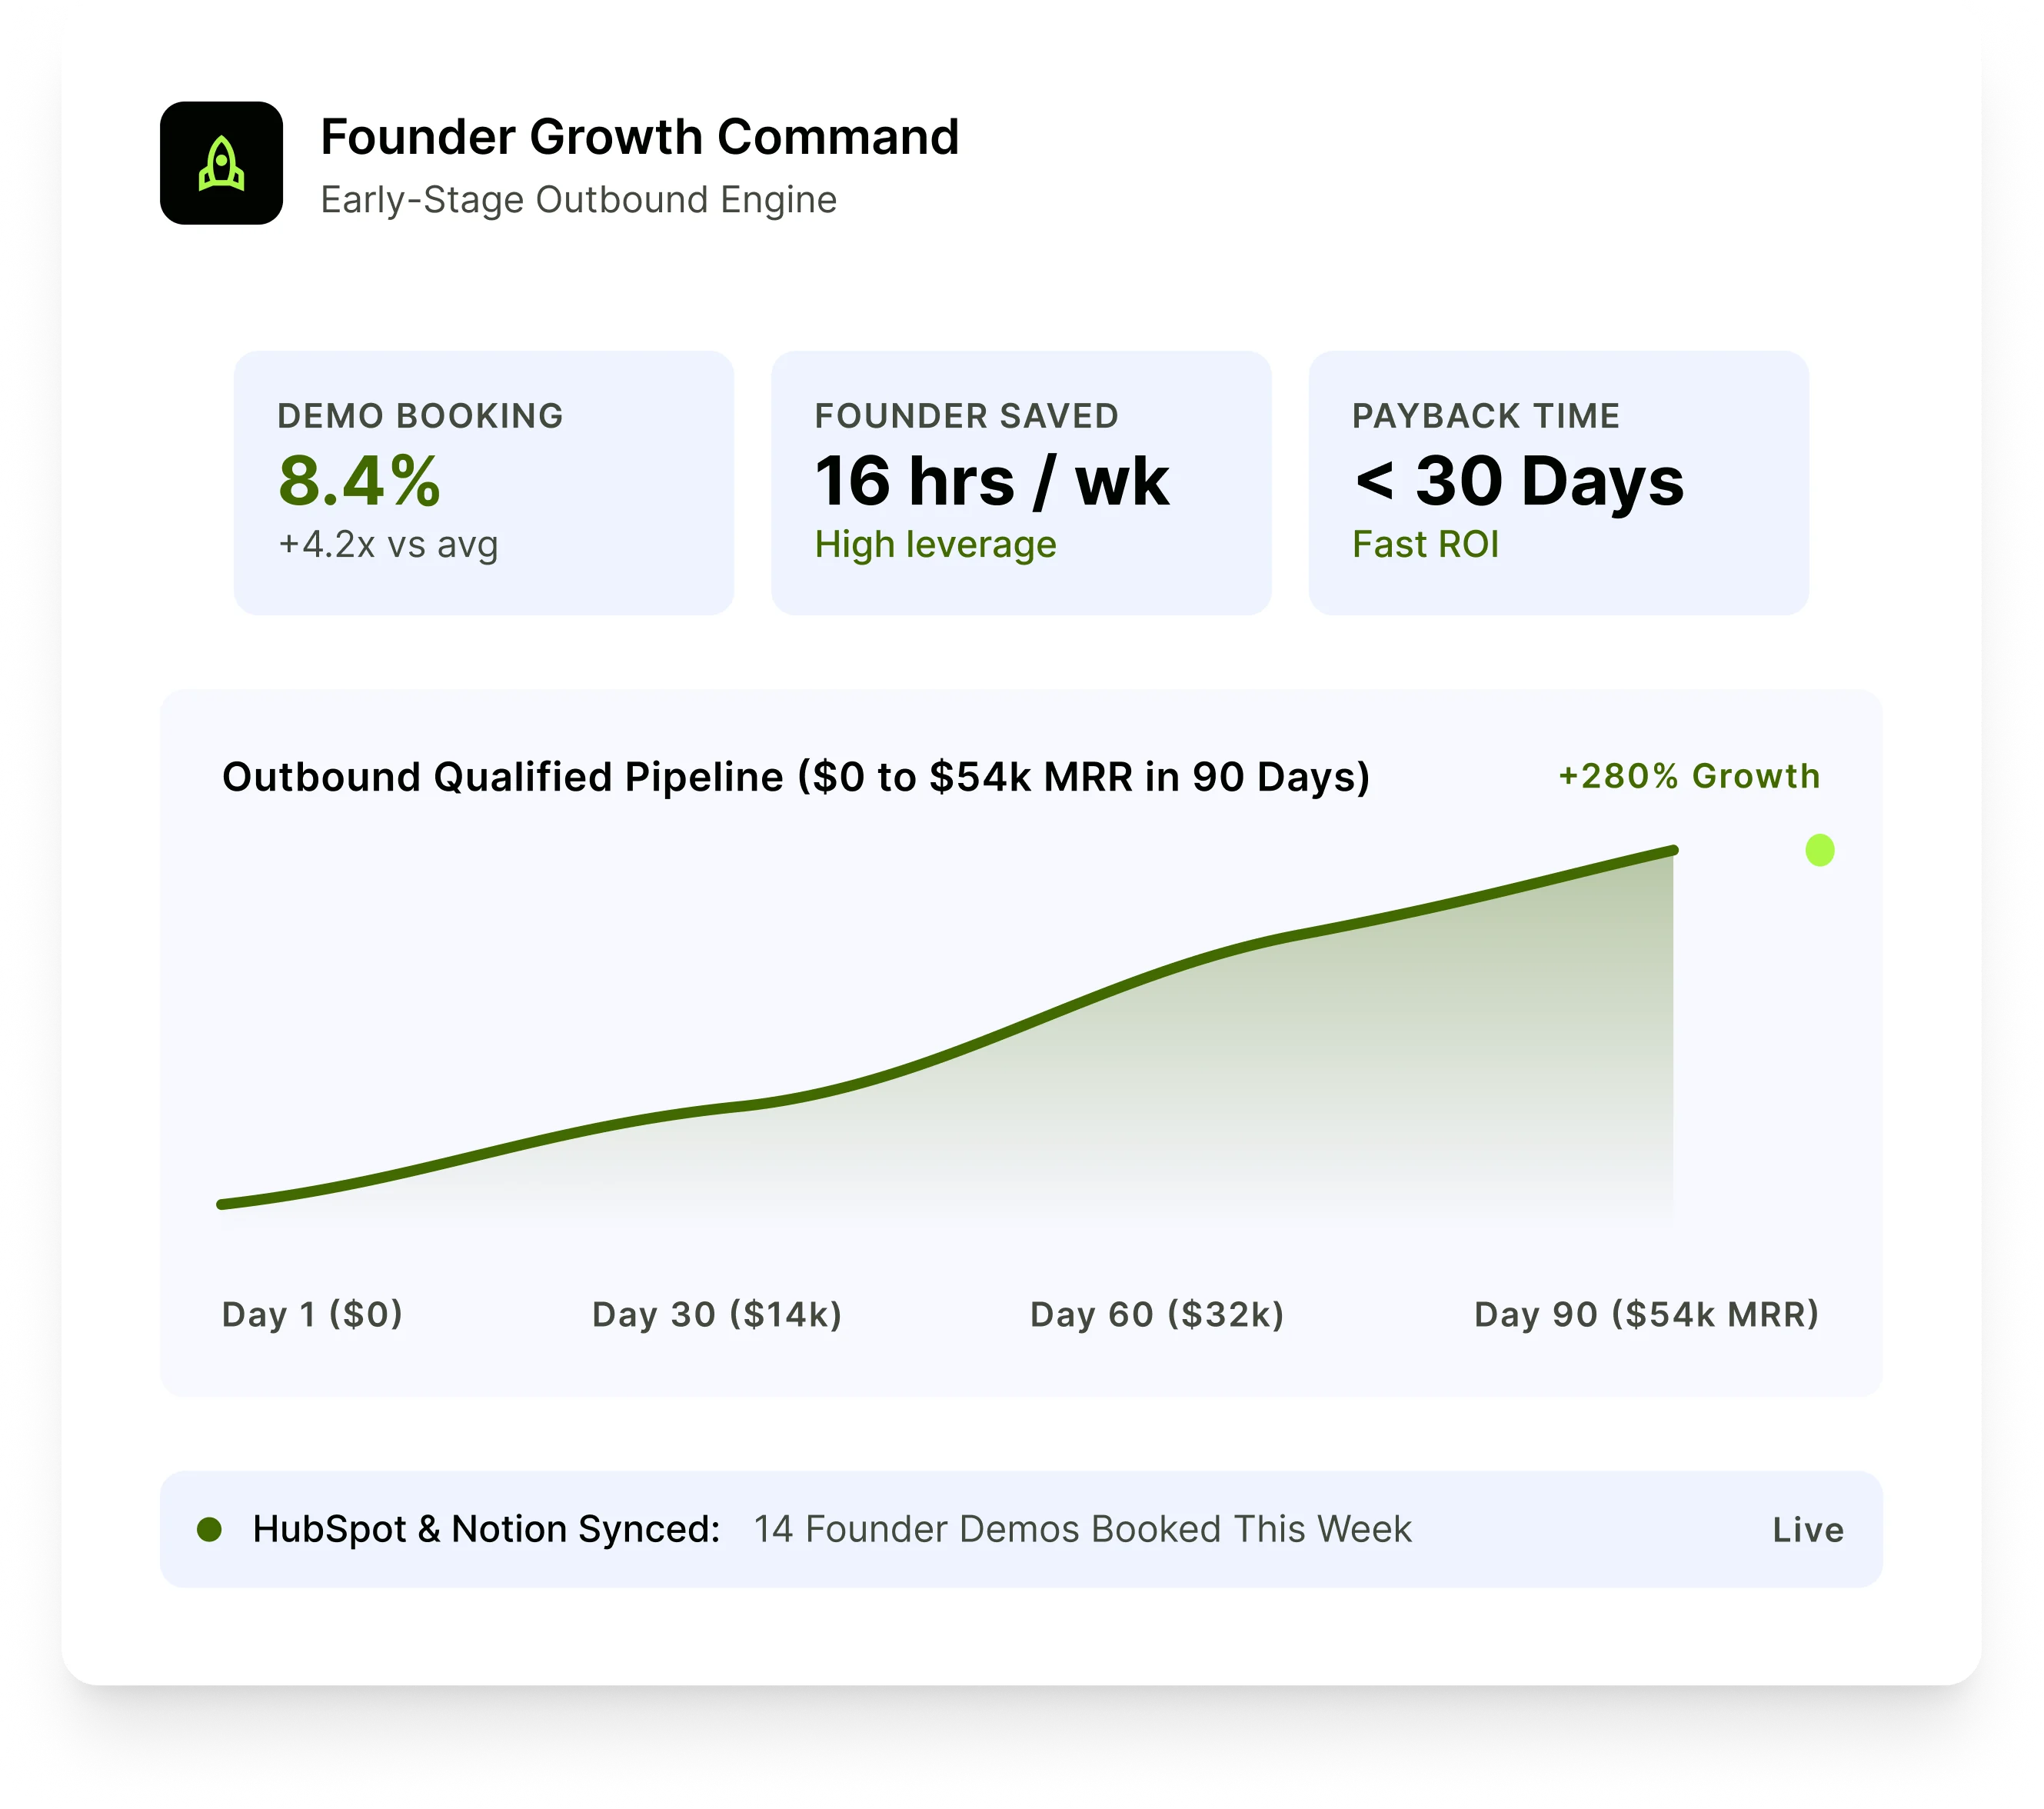 Founder Growth Command
Early-Stage Outbound Engine
DEMO BOOKING
8.4%
+4.2x vs avg
FOUNDER SAVED
16 hrs / wk
High leverage
PAYBACK TIME
< 30 Days
Fast ROI
Outbound Qualified Pipeline ($0 to $54k MRR in 90 Days)
+280% Growth
Day 1 ($0)
Day 30 ($14k)
Day 60 ($32k)
Day 90 ($54k MRR)
HubSpot & Notion Synced: 14 Founder Demos Booked This Week
Live